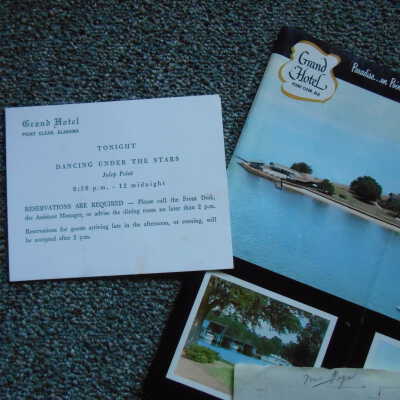 Grand Hotel
POINT CLEAR, ALABAMA
TONIGHT
DANCING UNDER THE STARS
Julep Point
8:30 p.m. - 12 midnight
RESERVATIONS ARE REQUIRED — Please call the Front Desk,
the Assistant Manager, or advise the dining room no later than 2 p.m.
Reservations for guests arriving late in the afternoon, or evening, will
be accepted after 2 p.m.
Grand
Hotel
POINT CLEAR, ALA.
Paradise...on